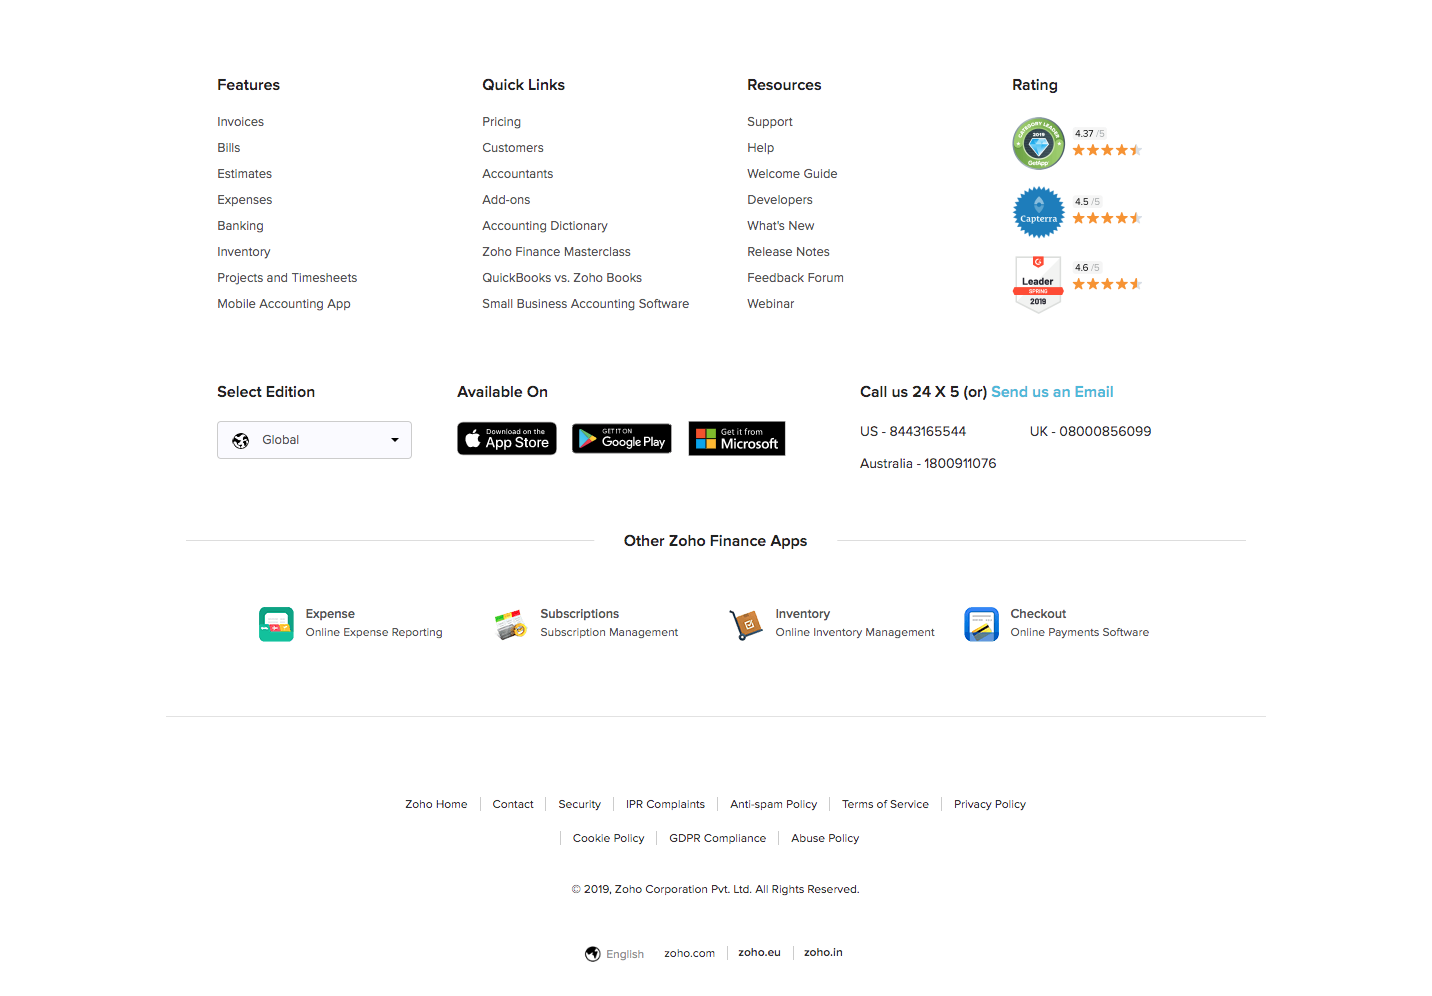 Features
Invoices
Bills
Estimates
Expenses
Banking
Inventory
Projects and Timesheets
Mobile Accounting App
Quick Links
Pricing
Customers
Accountants
Add-ons
Accounting Dictionary
Zoho Finance Masterclass
QuickBooks vs. Zoho Books
Small Business Accounting Software
Resources
Support
Help
Welcome Guide
Developers
What's New
Release Notes
Feedback Forum
Webinar
Rating
CATEGORY LEADER
2019
GetApp
4.37 /5
Capterra
4.5 /5
G
Leader
SPRING
2019
4.6 /5
Select Edition
Global
Available On
Download on the
App Store
GET IT ON
Google Play
Get it from
Microsoft
Call us 24 X 5 (or) Send us an Email
US - 8443165544
UK - 08000856099
Australia - 1800911076
Other Zoho Finance Apps
Expense
Online Expense Reporting
Subscriptions
Subscription Management
Inventory
Online Inventory Management
Checkout
Online Payments Software
Zoho Home
Contact
Security
IPR Complaints
Anti-spam Policy
Terms of Service
Privacy Policy
Cookie Policy
GDPR Compliance
Abuse Policy
© 2019, Zoho Corporation Pvt. Ltd. All Rights Reserved.
English
zoho.com
zoho.eu
zoho.in